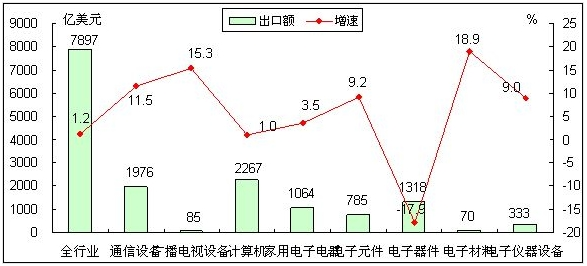 亿美元 出口额 增速 %
9000 25
8000 20
7000 15
6000 10
5000 5
4000 0
3000 -5
2000 -10
1000 -15
0 -20
7897 1976 85 2267 1064 785 1318 70 333
1.2 11.5 15.3 1.0 3.5 9.2 -17.9 18.9 9.0
全行业 通信设备 广播电视设备 计算机 家用电子电器 电子元件 电子器件 电子材料 电子仪器设备